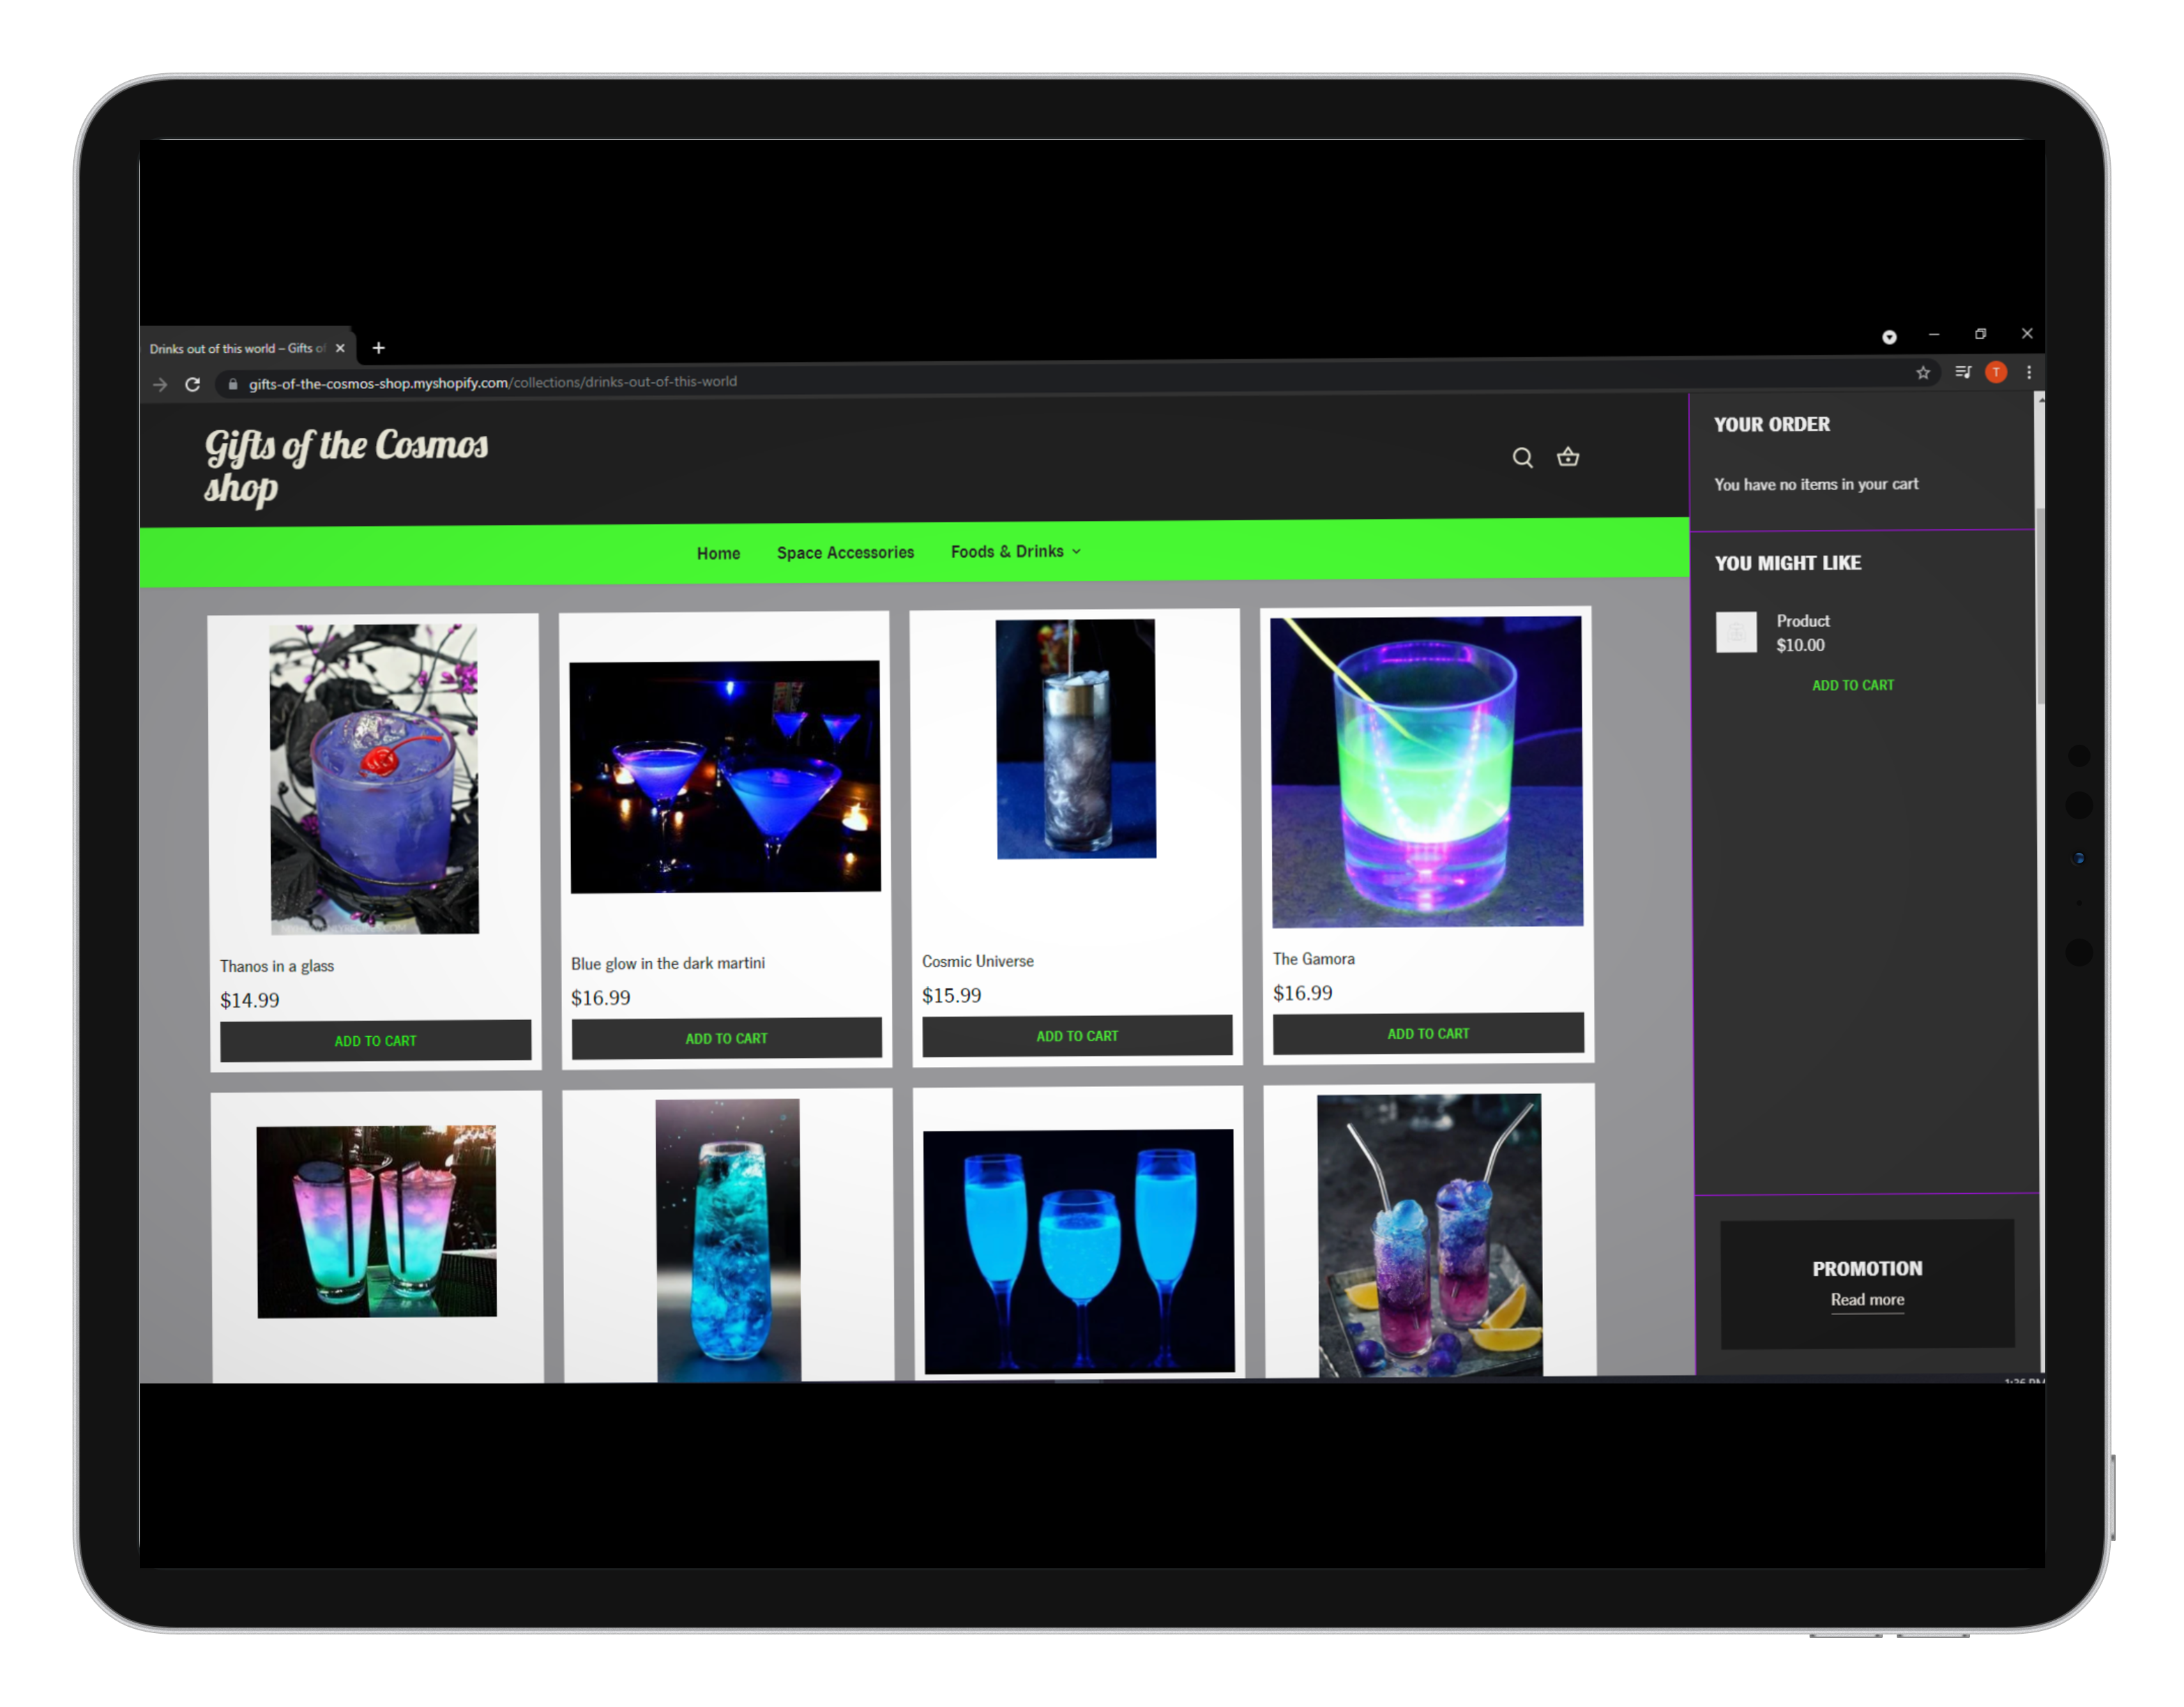 Drinks out of this world – Gifts of
gifts-of-the-cosmos-shop.myshopify.com/collections/drinks-out-of-this-world
T
Gifts of the Cosmos
shop
Home
Space Accessories
Foods & Drinks
YOUR ORDER
You have no items in your cart
YOU MIGHT LIKE
Product
$10.00
ADD TO CART
Thanos in a glass
$14.99
ADD TO CART
Blue glow in the dark martini
$16.99
ADD TO CART
Cosmic Universe
$15.99
ADD TO CART
The Gamora
$16.99
ADD TO CART
PROMOTION
Read more
1:36 PM